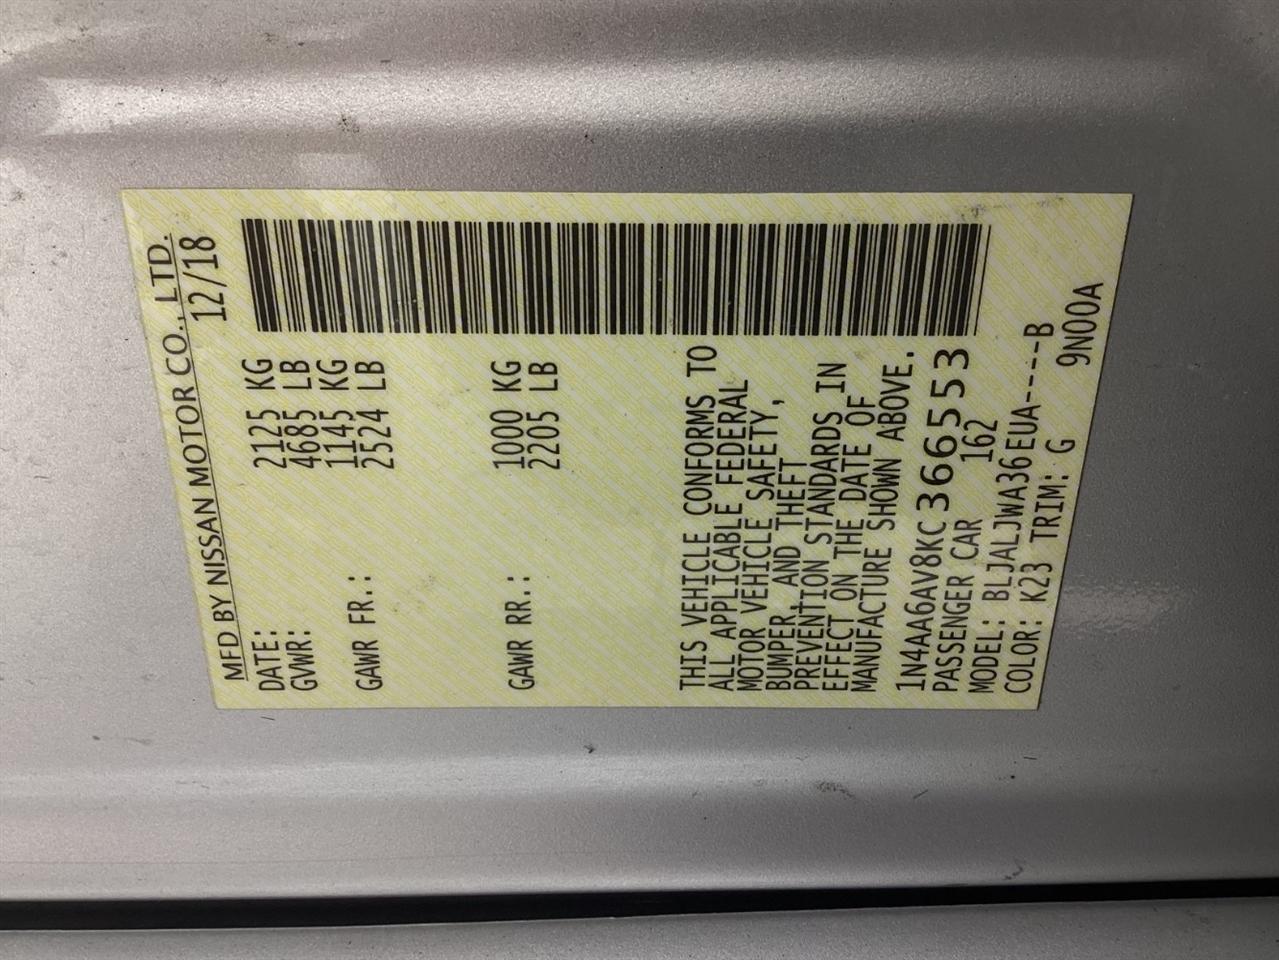 MFD BY NISSAN MOTOR CO., LTD.
DATE: 12/18
GVWR: 2125 KG
4685 LB
GAWR FR.: 1145 KG
2524 LB
GAWR RR.: 1000 KG
2205 LB
THIS VEHICLE CONFORMS TO
ALL APPLICABLE FEDERAL
MOTOR VEHICLE SAFETY,
BUMPER, AND THEFT
PREVENTION STANDARDS IN
EFFECT ON THE DATE OF
MANUFACTURE SHOWN ABOVE.
1N4AA6AV8KC366553
PASSENGER CAR 162
MODEL: BLJALJWA36EUA----B
COLOR: K23 TRIM: G 9N00A